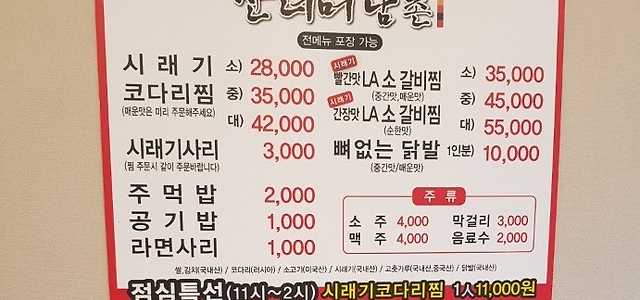 전메뉴 포장 가능
시래기 소) 28,000
코다리찜 중) 35,000
(매운맛은 미리 주문해주세요)
대) 42,000
시래기사리 3,000
(찜 주문시 같이 주문바랍니다)
시래기
빨간맛 LA 소 갈비찜 소) 35,000
(중간맛,매운맛)
시래기
간장맛 LA 소 갈비찜 중) 45,000
(순한맛)
대) 55,000
뼈없는 닭발 1인분) 10,000
(중간맛/매운맛)
주먹밥 2,000
공기밥 1,000
라면사리 1,000
주류
소주 4,000 막걸리 3,000
맥주 4,000 음료수 2,000
쌀,김치(국내산) / 코다리(러시아) / 소고기(미국산) / 시래기(국내산) / 고춧가루(국내산,중국산) / 닭발(국내산)
점심특선(11시~2시) 시래기코다리찜 1人11,000원